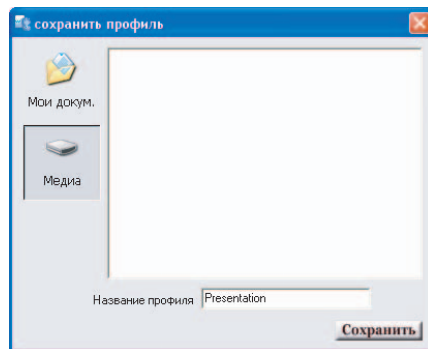 сохранить профиль
Мои докум.
Медиа
Название профиля Presentation
Сохранить